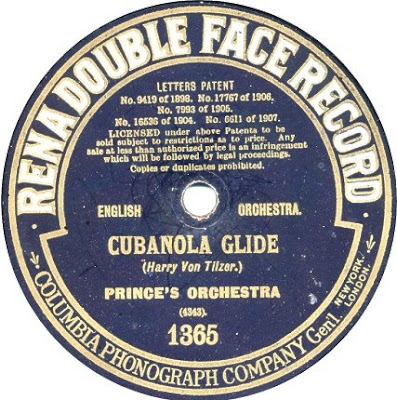 RENA DOUBLE FACE RECORD
LETTERS PATENT
No. 9419 of 1898. No. 17767 of 1906.
No. 7993 of 1905.
No. 16536 of 1904. No. 6611 of 1907.
LICENSED under above Patents to be
sold subject to restrictions as to price. Any
sale at less than authorized price is an infringement
which will be followed by legal proceedings.
Copies or duplicates prohibited.
ENGLISH ORCHESTRA.
CUBANOLA GLIDE
(Harry Von Tilzer.)
PRINCE'S ORCHESTRA
(4343).
1365
COLUMBIA PHONOGRAPH COMPANY Genl.
NEW YORK.
LONDON.